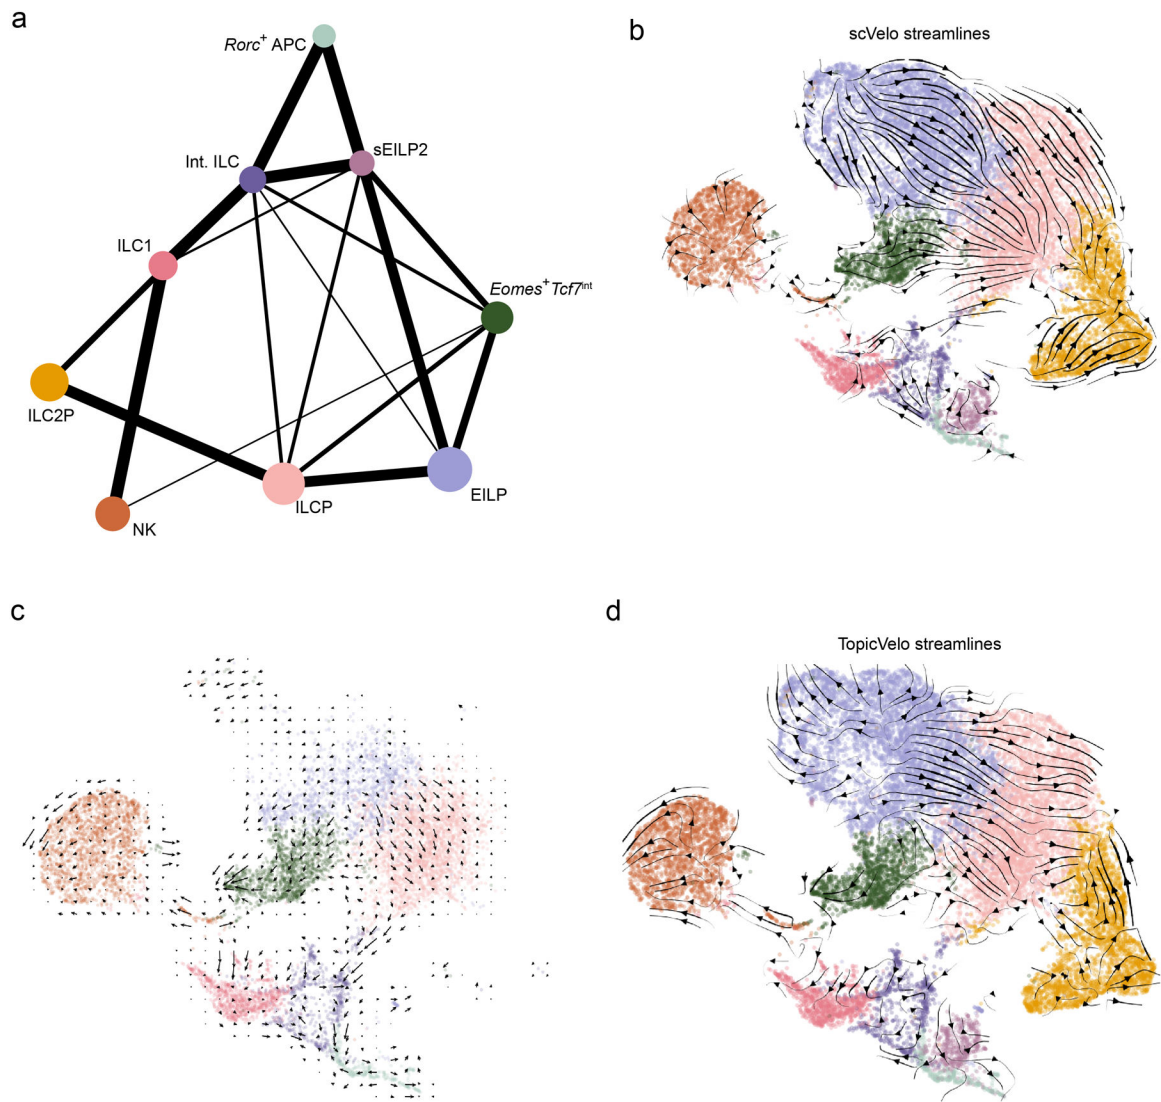 a
Rorc⁺ APC
Int. ILC
sEILP2
ILC1
Eomes⁺Tcf7ⁱⁿᵗ
ILC2P
EILP
ILCP
NK
b
scVelo streamlines
c
d
TopicVelo streamlines